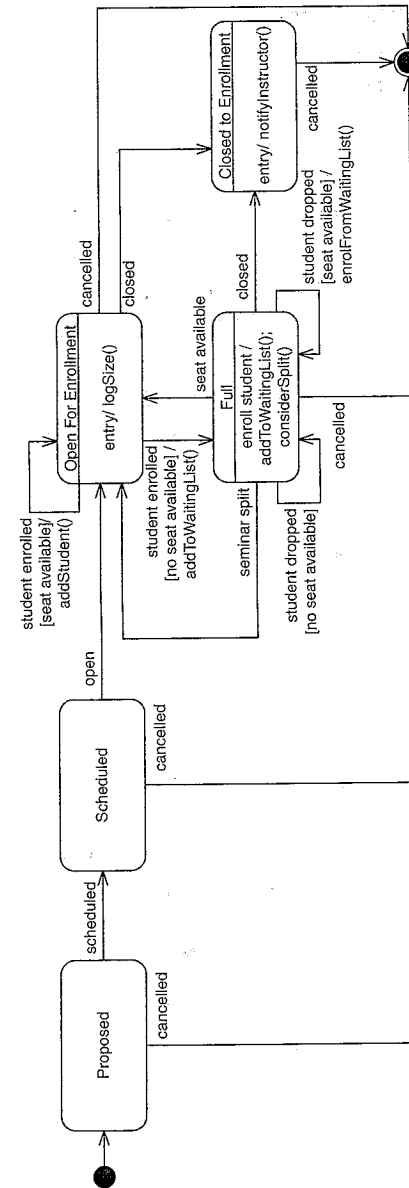 Proposed
scheduled
cancelled
Scheduled
open
cancelled
student enrolled
[seat available]/
addStudent()
Open For Enrollment
entry/ logSize()
cancelled
closed
student enrolled
[no seat available] /
addToWaitingList()
seat available
seminar split
Full
enroll student /
addToWaitingList();
considerSplit()
closed
student dropped
[no seat available]
cancelled
student dropped
[seat available] /
enrolFromWaitingList()
Closed to Enrollment
entry/ notifyInstructor()
cancelled